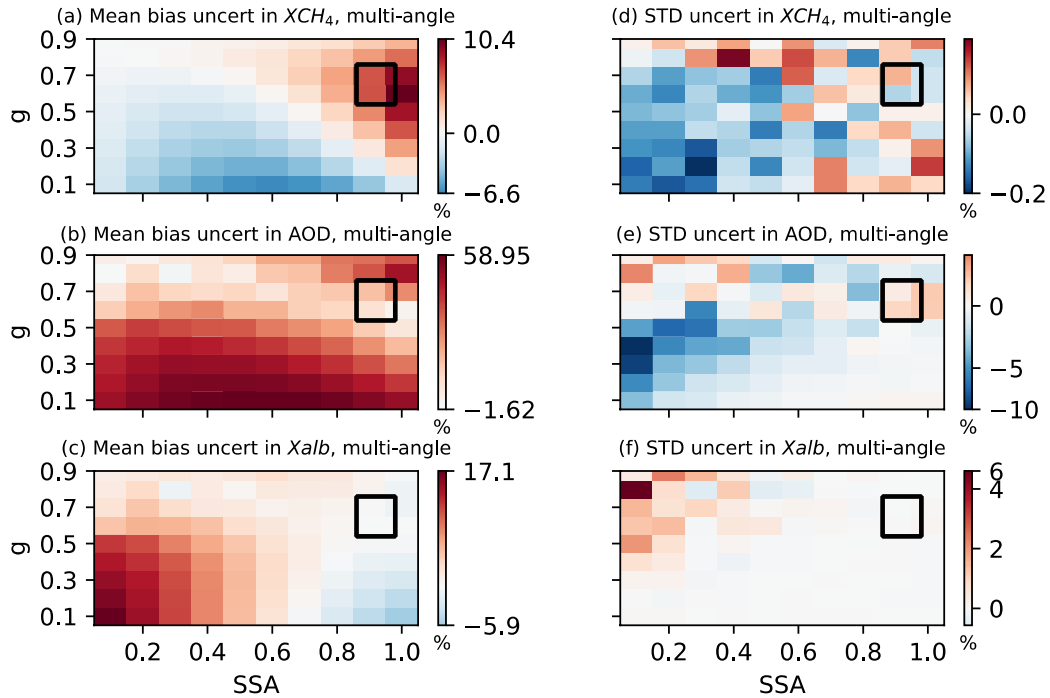 (a) Mean bias uncert in XCH₄, multi-angle
0.9
0.7
0.5
0.3
0.1
g
10.4
0.0
−6.6
%
(d) STD uncert in XCH₄, multi-angle
0.0
−0.2
%
(b) Mean bias uncert in AOD, multi-angle
0.9
0.7
0.5
0.3
0.1
g
58.95
−1.62
%
(e) STD uncert in AOD, multi-angle
0
−5
−10
%
(c) Mean bias uncert in Xalb, multi-angle
0.9
0.7
0.5
0.3
0.1
g
17.1
−5.9
%
0.2 0.4 0.6 0.8 1.0
SSA
(f) STD uncert in Xalb, multi-angle
6
4
2
0
%
0.2 0.4 0.6 0.8 1.0
SSA